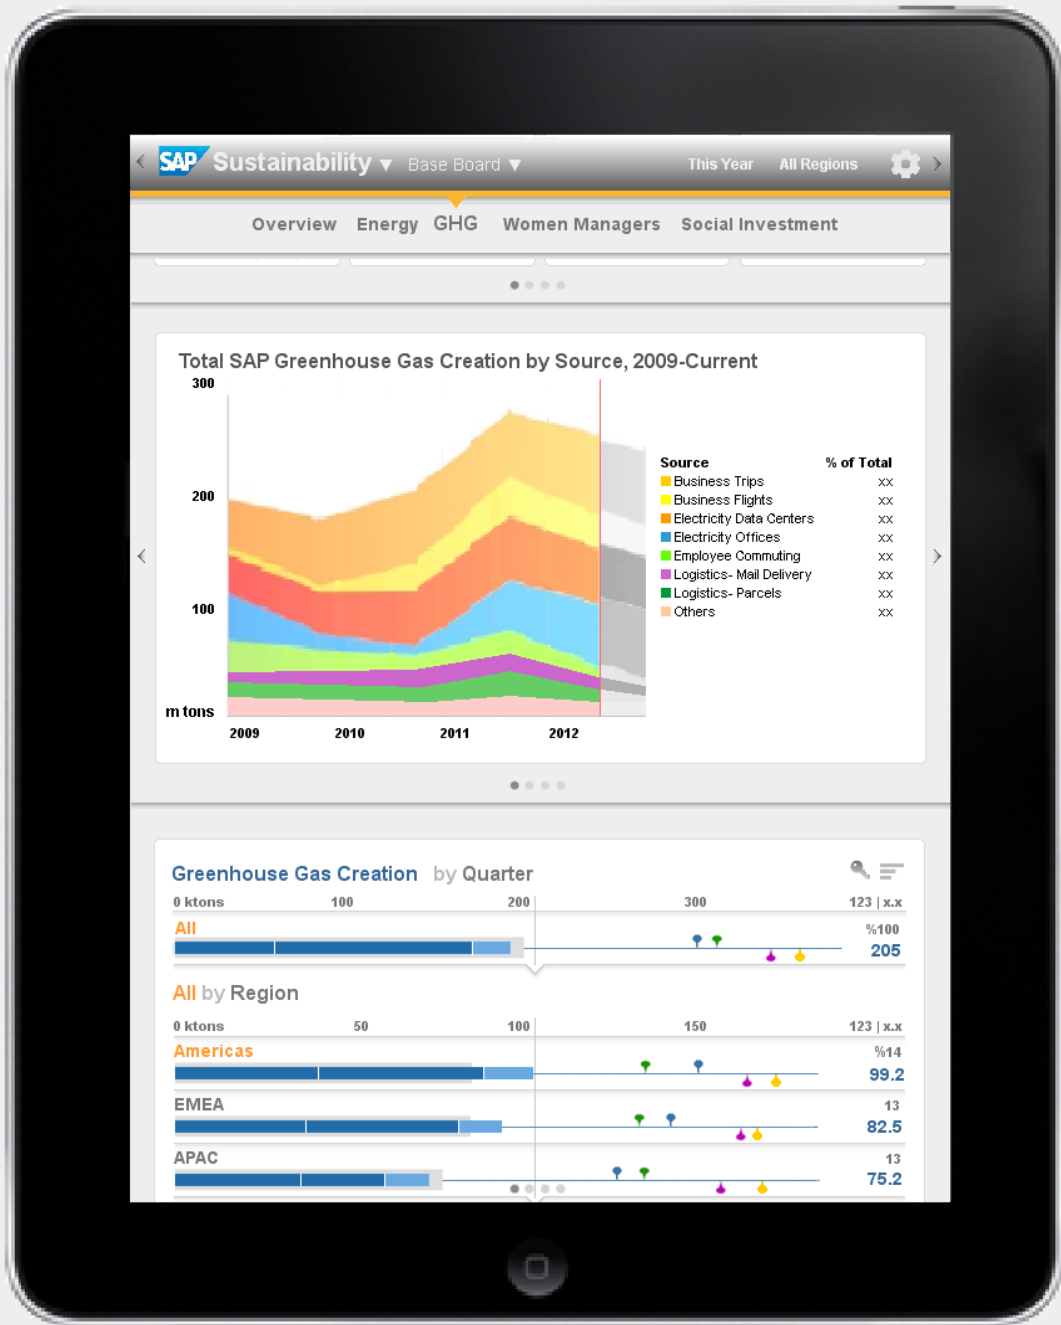 SAP Sustainability ▼ Base Board ▼ This Year All Regions
Overview Energy GHG Women Managers Social Investment
Total SAP Greenhouse Gas Creation by Source, 2009-Current
300
200
100
m tons
2009 2010 2011 2012
Source % of Total
Business Trips xx
Business Flights xx
Electricity Data Centers xx
Electricity Offices xx
Employee Commuting xx
Logistics- Mail Delivery xx
Logistics- Parcels xx
Others xx
Greenhouse Gas Creation by Quarter
0 ktons 100 200 300 123 | x.x
All %100
205
All by Region
0 ktons 50 100 150 123 | x.x
Americas %14
99.2
EMEA 13
82.5
APAC 13
75.2